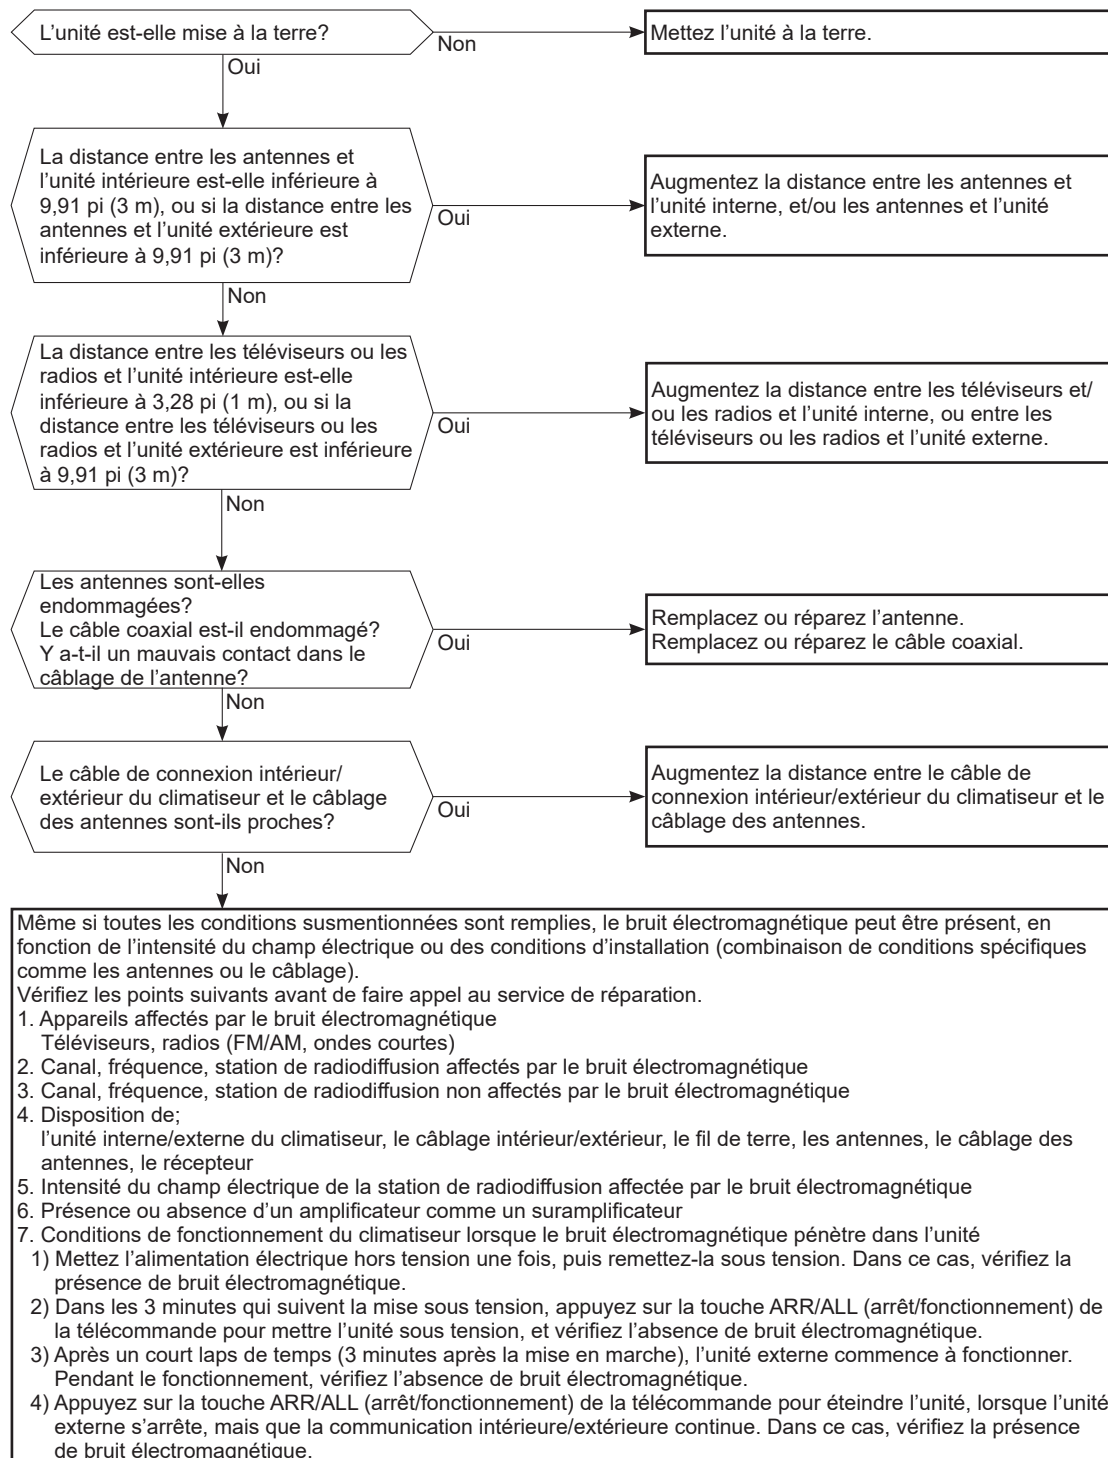 L’unité est-elle mise à la terre?
Non
Mettez l’unité à la terre.
Oui
La distance entre les antennes et
l’unité intérieure est-elle inférieure à
9,91 pi (3 m), ou si la distance entre les
antennes et l’unité extérieure est
inférieure à 9,91 pi (3 m)?
Oui
Augmentez la distance entre les antennes et
l’unité interne, et/ou les antennes et l’unité
externe.
Non
La distance entre les téléviseurs ou les
radios et l’unité intérieure est-elle
inférieure à 3,28 pi (1 m), ou si la
distance entre les téléviseurs ou les
radios et l’unité extérieure est inférieure
à 9,91 pi (3 m)?
Oui
Augmentez la distance entre les téléviseurs et/
ou les radios et l’unité interne, ou entre les
téléviseurs ou les radios et l’unité externe.
Non
Les antennes sont-elles
endommagées?
Le câble coaxial est-il endommagé?
Y a-t-il un mauvais contact dans le
câblage de l’antenne?
Oui
Remplacez ou réparez l’antenne.
Remplacez ou réparez le câble coaxial.
Non
Le câble de connexion intérieur/
extérieur du climatiseur et le câblage
des antennes sont-ils proches?
Oui
Augmentez la distance entre le câble de
connexion intérieur/extérieur du climatiseur et le
câblage des antennes.
Non
Même si toutes les conditions susmentionnées sont remplies, le bruit électromagnétique peut être présent, en
fonction de l’intensité du champ électrique ou des conditions d’installation (combinaison de conditions spécifiques
comme les antennes ou le câblage).
Vérifiez les points suivants avant de faire appel au service de réparation.
1. Appareils affectés par le bruit électromagnétique
Téléviseurs, radios (FM/AM, ondes courtes)
2. Canal, fréquence, station de radiodiffusion affectés par le bruit électromagnétique
3. Canal, fréquence, station de radiodiffusion non affectés par le bruit électromagnétique
4. Disposition de;
l’unité interne/externe du climatiseur, le câblage intérieur/extérieur, le fil de terre, les antennes, le câblage des
antennes, le récepteur
5. Intensité du champ électrique de la station de radiodiffusion affectée par le bruit électromagnétique
6. Présence ou absence d’un amplificateur comme un suramplificateur
7. Conditions de fonctionnement du climatiseur lorsque le bruit électromagnétique pénètre dans l’unité
1) Mettez l’alimentation électrique hors tension une fois, puis remettez-la sous tension. Dans ce cas, vérifiez la
présence de bruit électromagnétique.
2) Dans les 3 minutes qui suivent la mise sous tension, appuyez sur la touche ARR/ALL (arrêt/fonctionnement) de
la télécommande pour mettre l’unité sous tension, et vérifiez l’absence de bruit électromagnétique.
3) Après un court laps de temps (3 minutes après la mise en marche), l’unité externe commence à fonctionner.
Pendant le fonctionnement, vérifiez l’absence de bruit électromagnétique.
4) Appuyez sur la touche ARR/ALL (arrêt/fonctionnement) de la télécommande pour éteindre l’unité, lorsque l’unité
externe s’arrête, mais que la communication intérieure/extérieure continue. Dans ce cas, vérifiez la présence
de bruit électromagnétique.